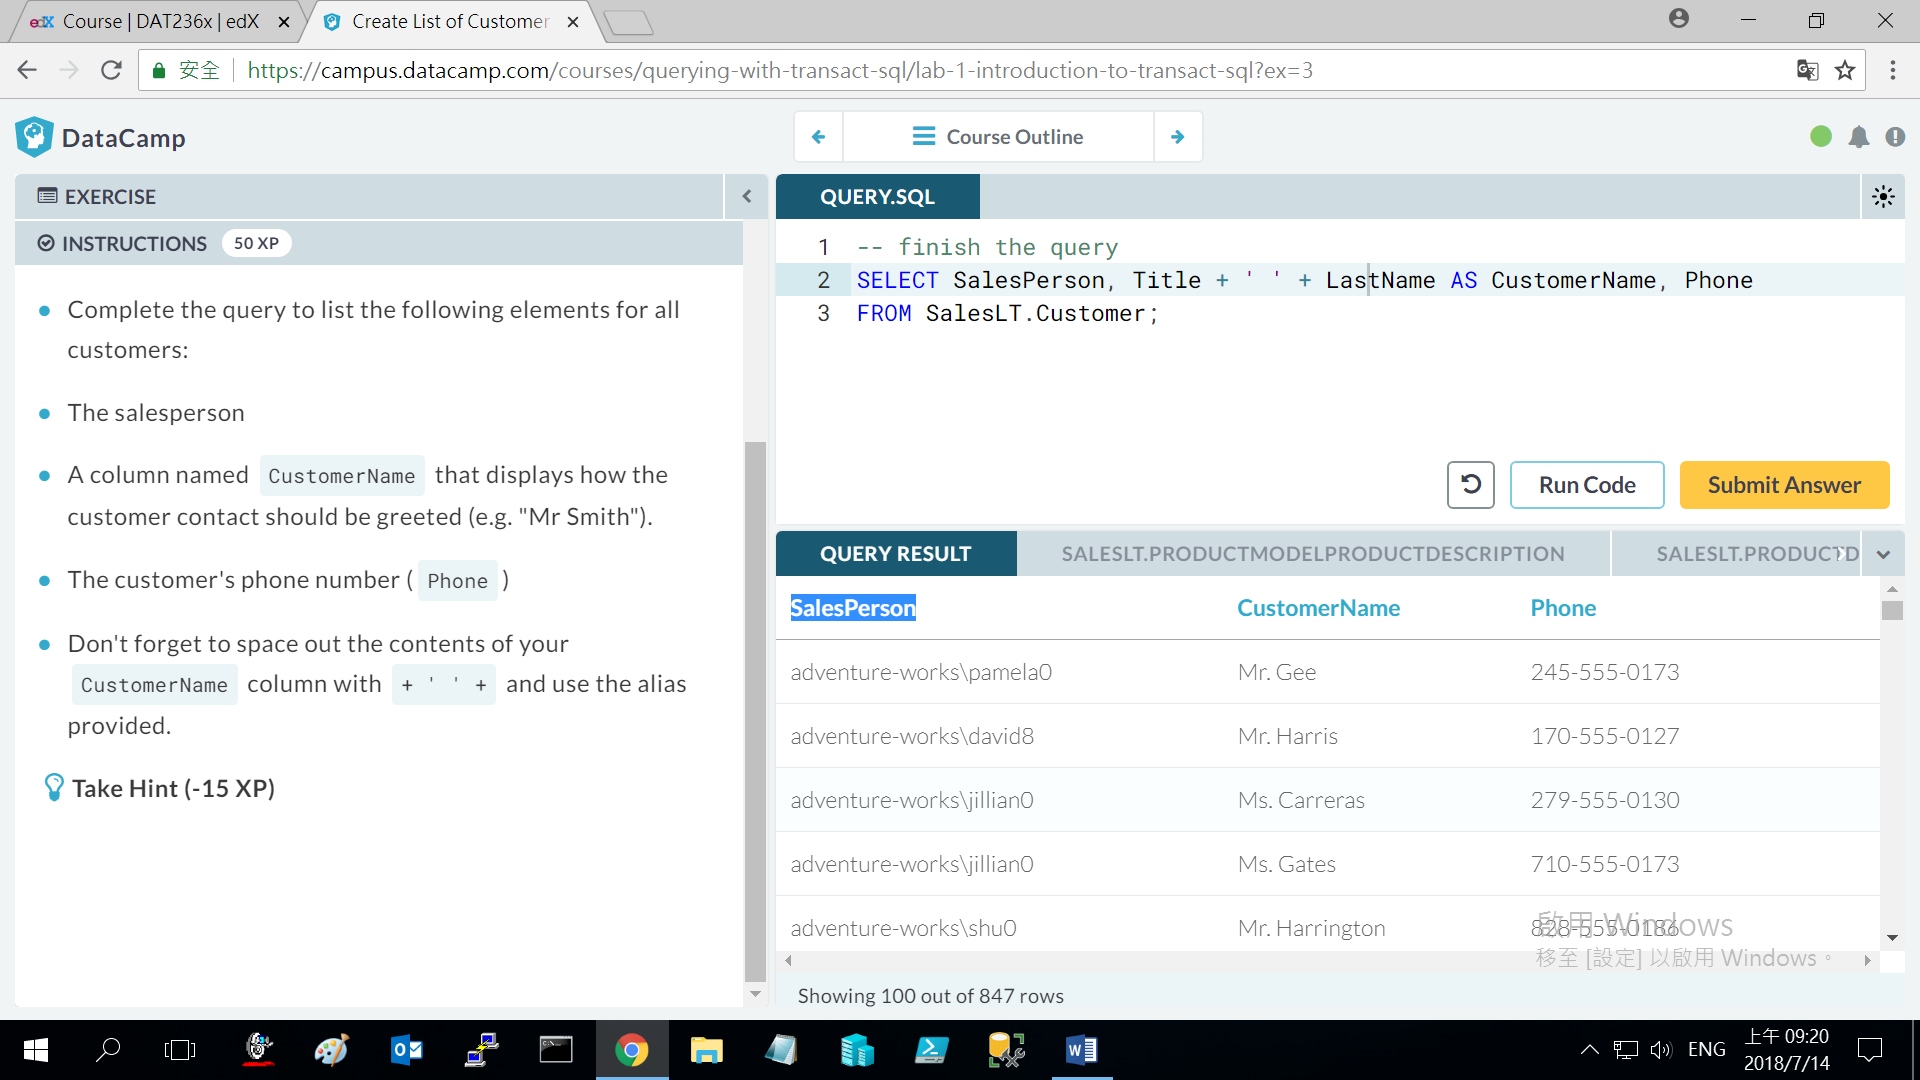 edX Course | DAT236x | edX
Create List of Customer
安全 https://campus.datacamp.com/courses/querying-with-transact-sql/lab-1-introduction-to-transact-sql?ex=3
DataCamp
Course Outline
EXERCISE
INSTRUCTIONS 50 XP
Complete the query to list the following elements for all
customers:
The salesperson
A column named CustomerName that displays how the
customer contact should be greeted (e.g. "Mr Smith").
The customer's phone number ( Phone )
Don't forget to space out the contents of your
CustomerName column with + ' ' + and use the alias
provided.
Take Hint (-15 XP)
QUERY.SQL
1 -- finish the query
2 SELECT SalesPerson, Title + ' ' + LastName AS CustomerName, Phone
3 FROM SalesLT.Customer;
Run Code
Submit Answer
QUERY RESULT SALESLT.PRODUCTMODELPRODUCTDESCRIPTION SALESLT.PRODUCTD
SalesPerson CustomerName Phone
adventure-works\pamela0 Mr. Gee 245-555-0173
adventure-works\david8 Mr. Harris 170-555-0127
adventure-works\jillian0 Ms. Carreras 279-555-0130
adventure-works\jillian0 Ms. Gates 710-555-0173
adventure-works\shu0 Mr. Harrington 828-555-0186
啟用 Windows
移至 [設定] 以啟用 Windows。
Showing 100 out of 847 rows
ENG
上午 09:20
2018/7/14